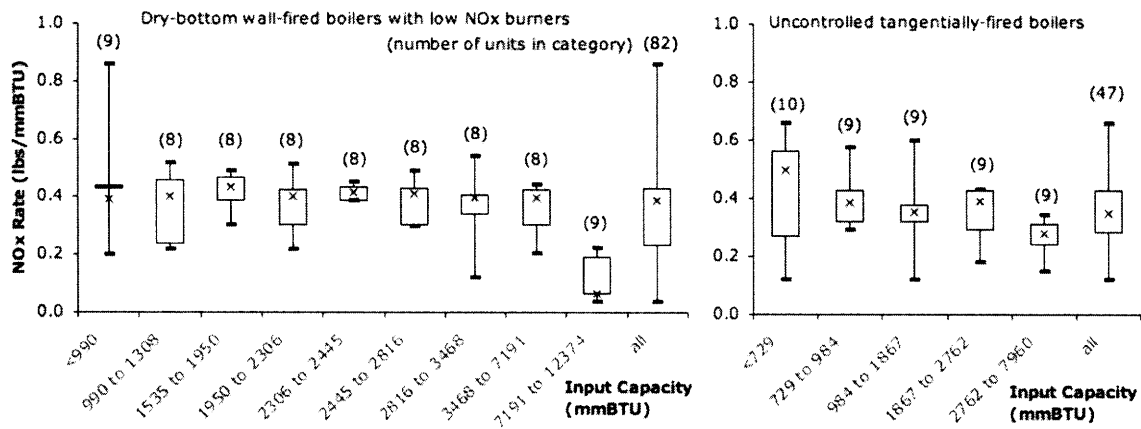 Dry-bottom wall-fired boilers with low NOx burners
(number of units in category)
NOx Rate (lbs/mmBTU)
1.0
0.8
0.6
0.4
0.2
0.0
(9)
(8)
(8)
(8)
(8)
(8)
(8)
(8)
(9)
(82)
<990
990 to 1308
1535 to 1950
1950 to 2306
2306 to 2445
2445 to 2816
2816 to 3468
3468 to 7191
7191 to 12374
all
Input Capacity
(mmBTU)
Uncontrolled tangentially-fired boilers
1.0
0.8
0.6
0.4
0.2
0.0
(10)
(9)
(9)
(9)
(9)
(47)
<729
729 to 984
984 to 1867
1867 to 2762
2762 to 7960
all
Input Capacity
(mmBTU)